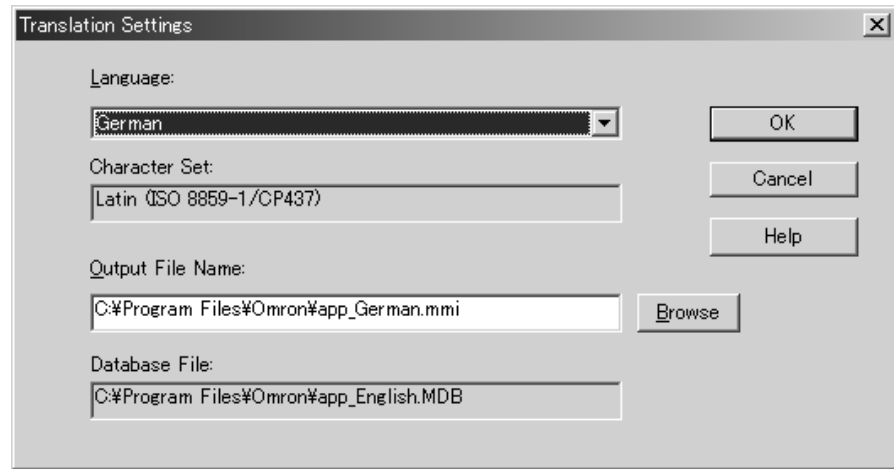 Translation Settings
Language:
German
OK
Character Set:
Latin (ISO 8859-1/CP437)
Cancel
Help
Output File Name:
C:¥Program Files¥Omron¥app_German.mmi
Browse
Database File:
C:¥Program Files¥Omron¥app_English.MDB